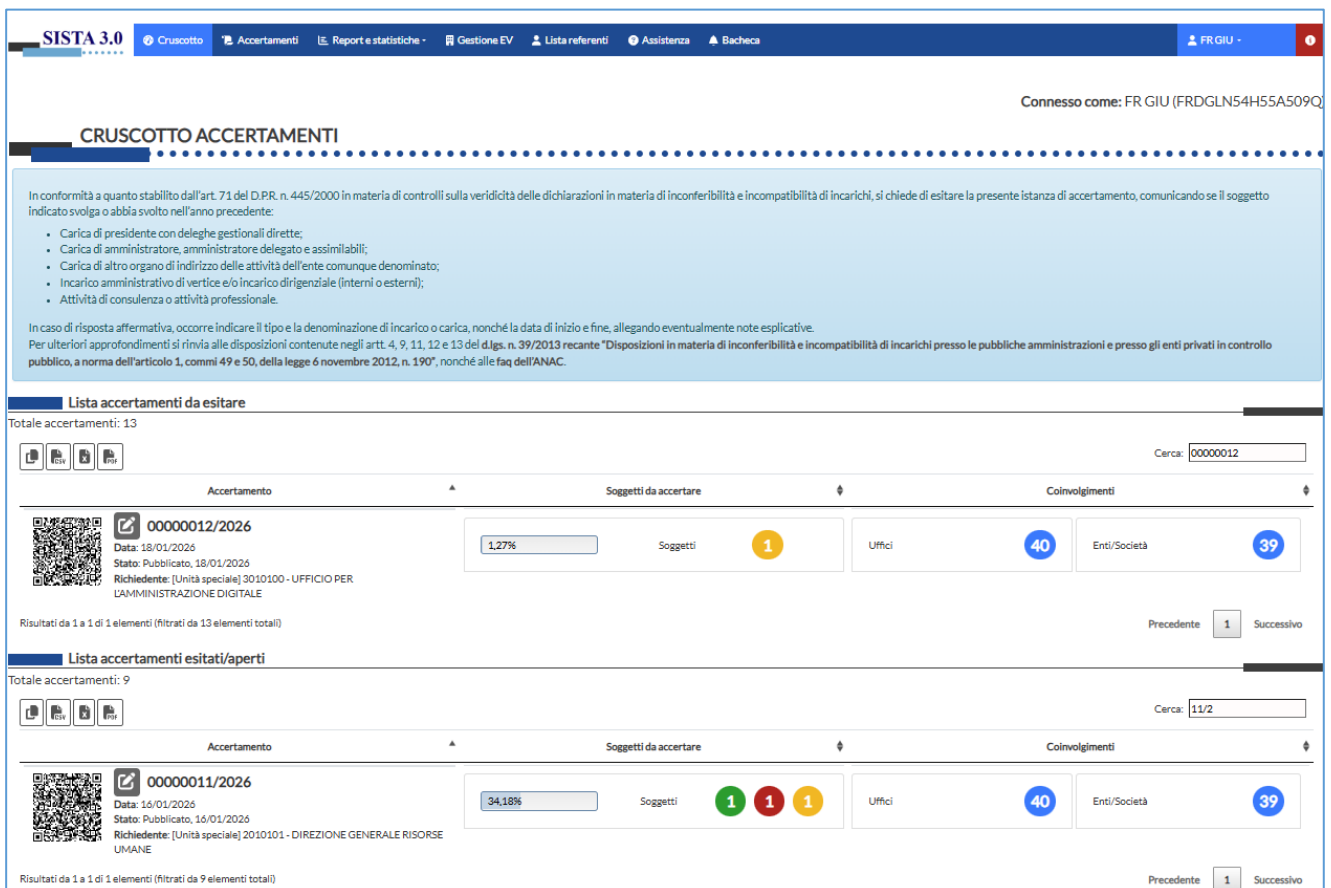 SISTA 3.0 Cruscotto Accertamenti Report e statistiche Gestione EV Lista referenti Assistenza Bacheca FR GIU
Connesso come: FR GIU (FRDGLN54H55A509Q)
CRUSCOTTO ACCERTAMENTI
In conformità a quanto stabilito dall'art. 71 del D.P.R. n. 445/2000 in materia di controlli sulla veridicità delle dichiarazioni in materia di inconferibilità e incompatibilità di incarichi, si chiede di esitare la presente istanza di accertamento, comunicando se il soggetto
indicato svolga o abbia svolto nell'anno precedente:
• Carica di presidente con deleghe gestionali dirette;
• Carica di amministratore, amministratore delegato e assimilabili;
• Carica di altro organo di indirizzo delle attività dell'ente comunque denominato;
• Incarico amministrativo di vertice e/o incarico dirigenziale (interni o esterni);
• Attività di consulenza o attività professionale.
In caso di risposta affermativa, occorre indicare il tipo e la denominazione di incarico o carica, nonché la data di inizio e fine, allegando eventualmente note esplicative.
Per ulteriori approfondimenti si rinvia alle disposizioni contenute negli artt. 4, 9, 11, 12 e 13 del d.lgs. n. 39/2013 recante "Disposizioni in materia di inconferibilità e incompatibilità di incarichi presso le pubbliche amministrazioni e presso gli enti privati in controllo
pubblico, a norma dell'articolo 1, commi 49 e 50, della legge 6 novembre 2012, n. 190", nonché alle faq dell'ANAC.
Lista accertamenti da esitare
Totale accertamenti: 13
CSV PDF Cerca: 00000012
Accertamento Soggetti da accertare Coinvolgimenti
00000012/2026
Data: 18/01/2026
Stato: Pubblicato, 18/01/2026
Richiedente: [Unità speciale] 3010100 - UFFICIO PER
L'AMMINISTRAZIONE DIGITALE
1,27% Soggetti 1 Uffici 40 Enti/Società 39
Risultati da 1 a 1 di 1 elementi (filtrati da 13 elementi totali) Precedente 1 Successivo
Lista accertamenti esitati/aperti
Totale accertamenti: 9
CSV PDF Cerca: 11/2
Accertamento Soggetti da accertare Coinvolgimenti
00000011/2026
Data: 16/01/2026
Stato: Pubblicato, 16/01/2026
Richiedente: [Unità speciale] 2010101 - DIREZIONE GENERALE RISORSE
UMANE
34,18% Soggetti 1 1 1 Uffici 40 Enti/Società 39
Risultati da 1 a 1 di 1 elementi (filtrati da 9 elementi totali) Precedente 1 Successivo